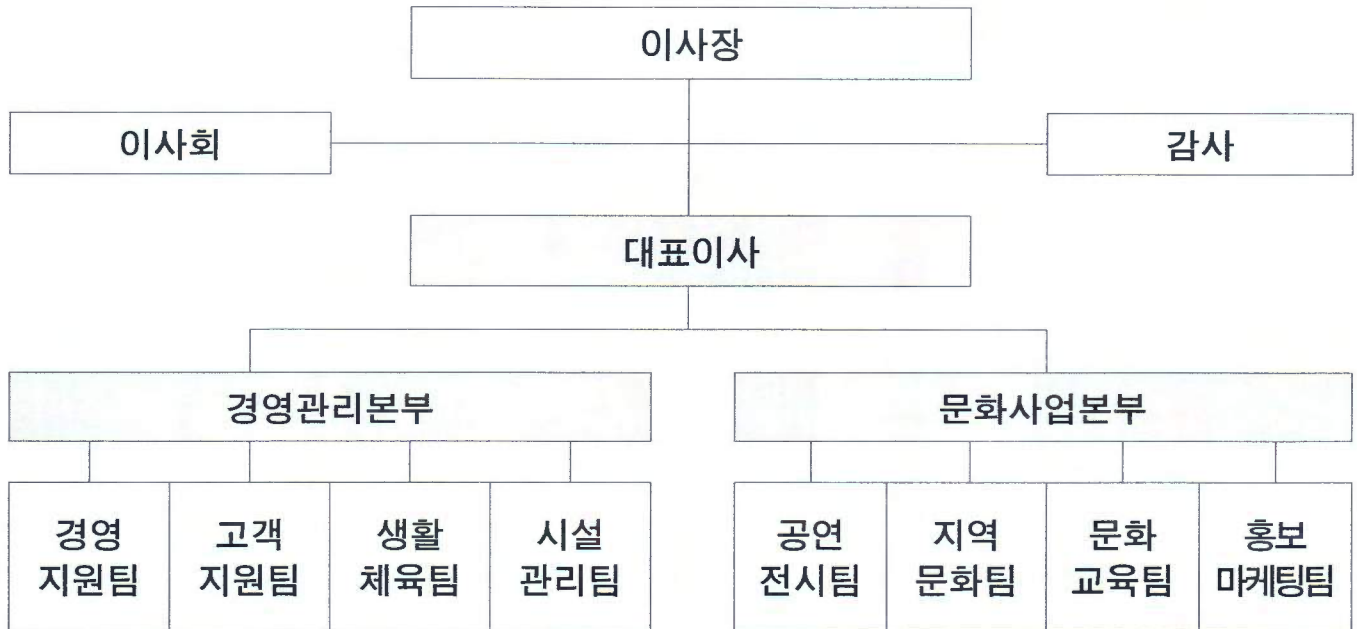 이사장
이사회
감사
대표이사
경영관리본부
문화사업본부
경영
지원팀
고객
지원팀
생활
체육팀
시설
관리팀
공연
전시팀
지역
문화팀
문화
교육팀
홍보
마케팅팀